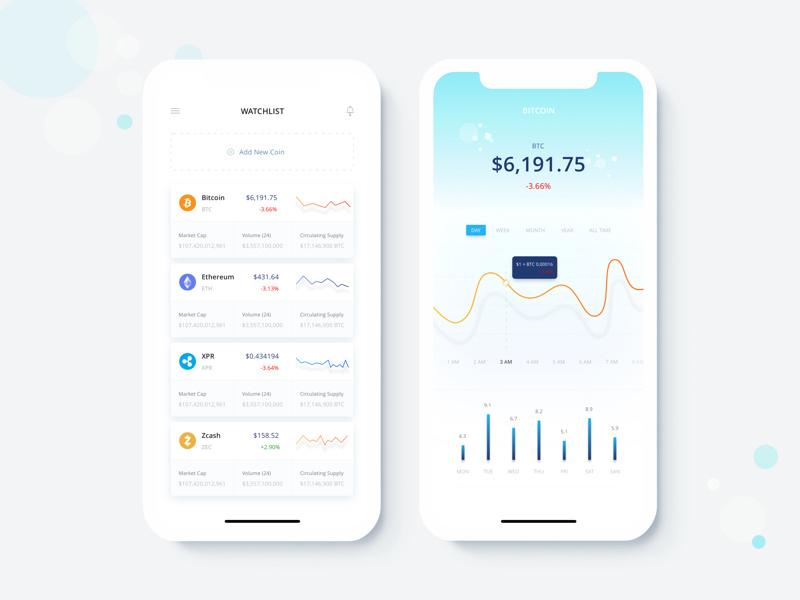 WATCHLIST
Add New Coin
Bitcoin $6,191.75
BTC -3.66%
Market Cap Volume (24) Circulating Supply
$107,420,012,961 $3,557,100,000 $17,146,900 BTC
Ethereum $431.64
ETH -3.13%
Market Cap Volume (24) Circulating Supply
$107,420,012,961 $3,557,100,000 $17,146,900 BTC
XPR $0.434194
XPR -3.64%
Market Cap Volume (24) Circulating Supply
$107,420,012,961 $3,557,100,000 $17,146,900 BTC
Zcash $158.52
ZEC +2.90%
Market Cap Volume (24) Circulating Supply
$107,420,012,961 $3,557,100,000 $17,146,900 BTC
BITCOIN
BTC
$6,191.75
-3.66%
DAY WEEK MONTH YEAR ALL TIME
$1 = BTC 0,00016
1 AM 2 AM 3 AM 4 AM 5 AM 6 AM 7 AM
4.3 9.1 6.7 8.2 5.1 8.9 5.9
MON TUE WED THU FRI SAT SAN